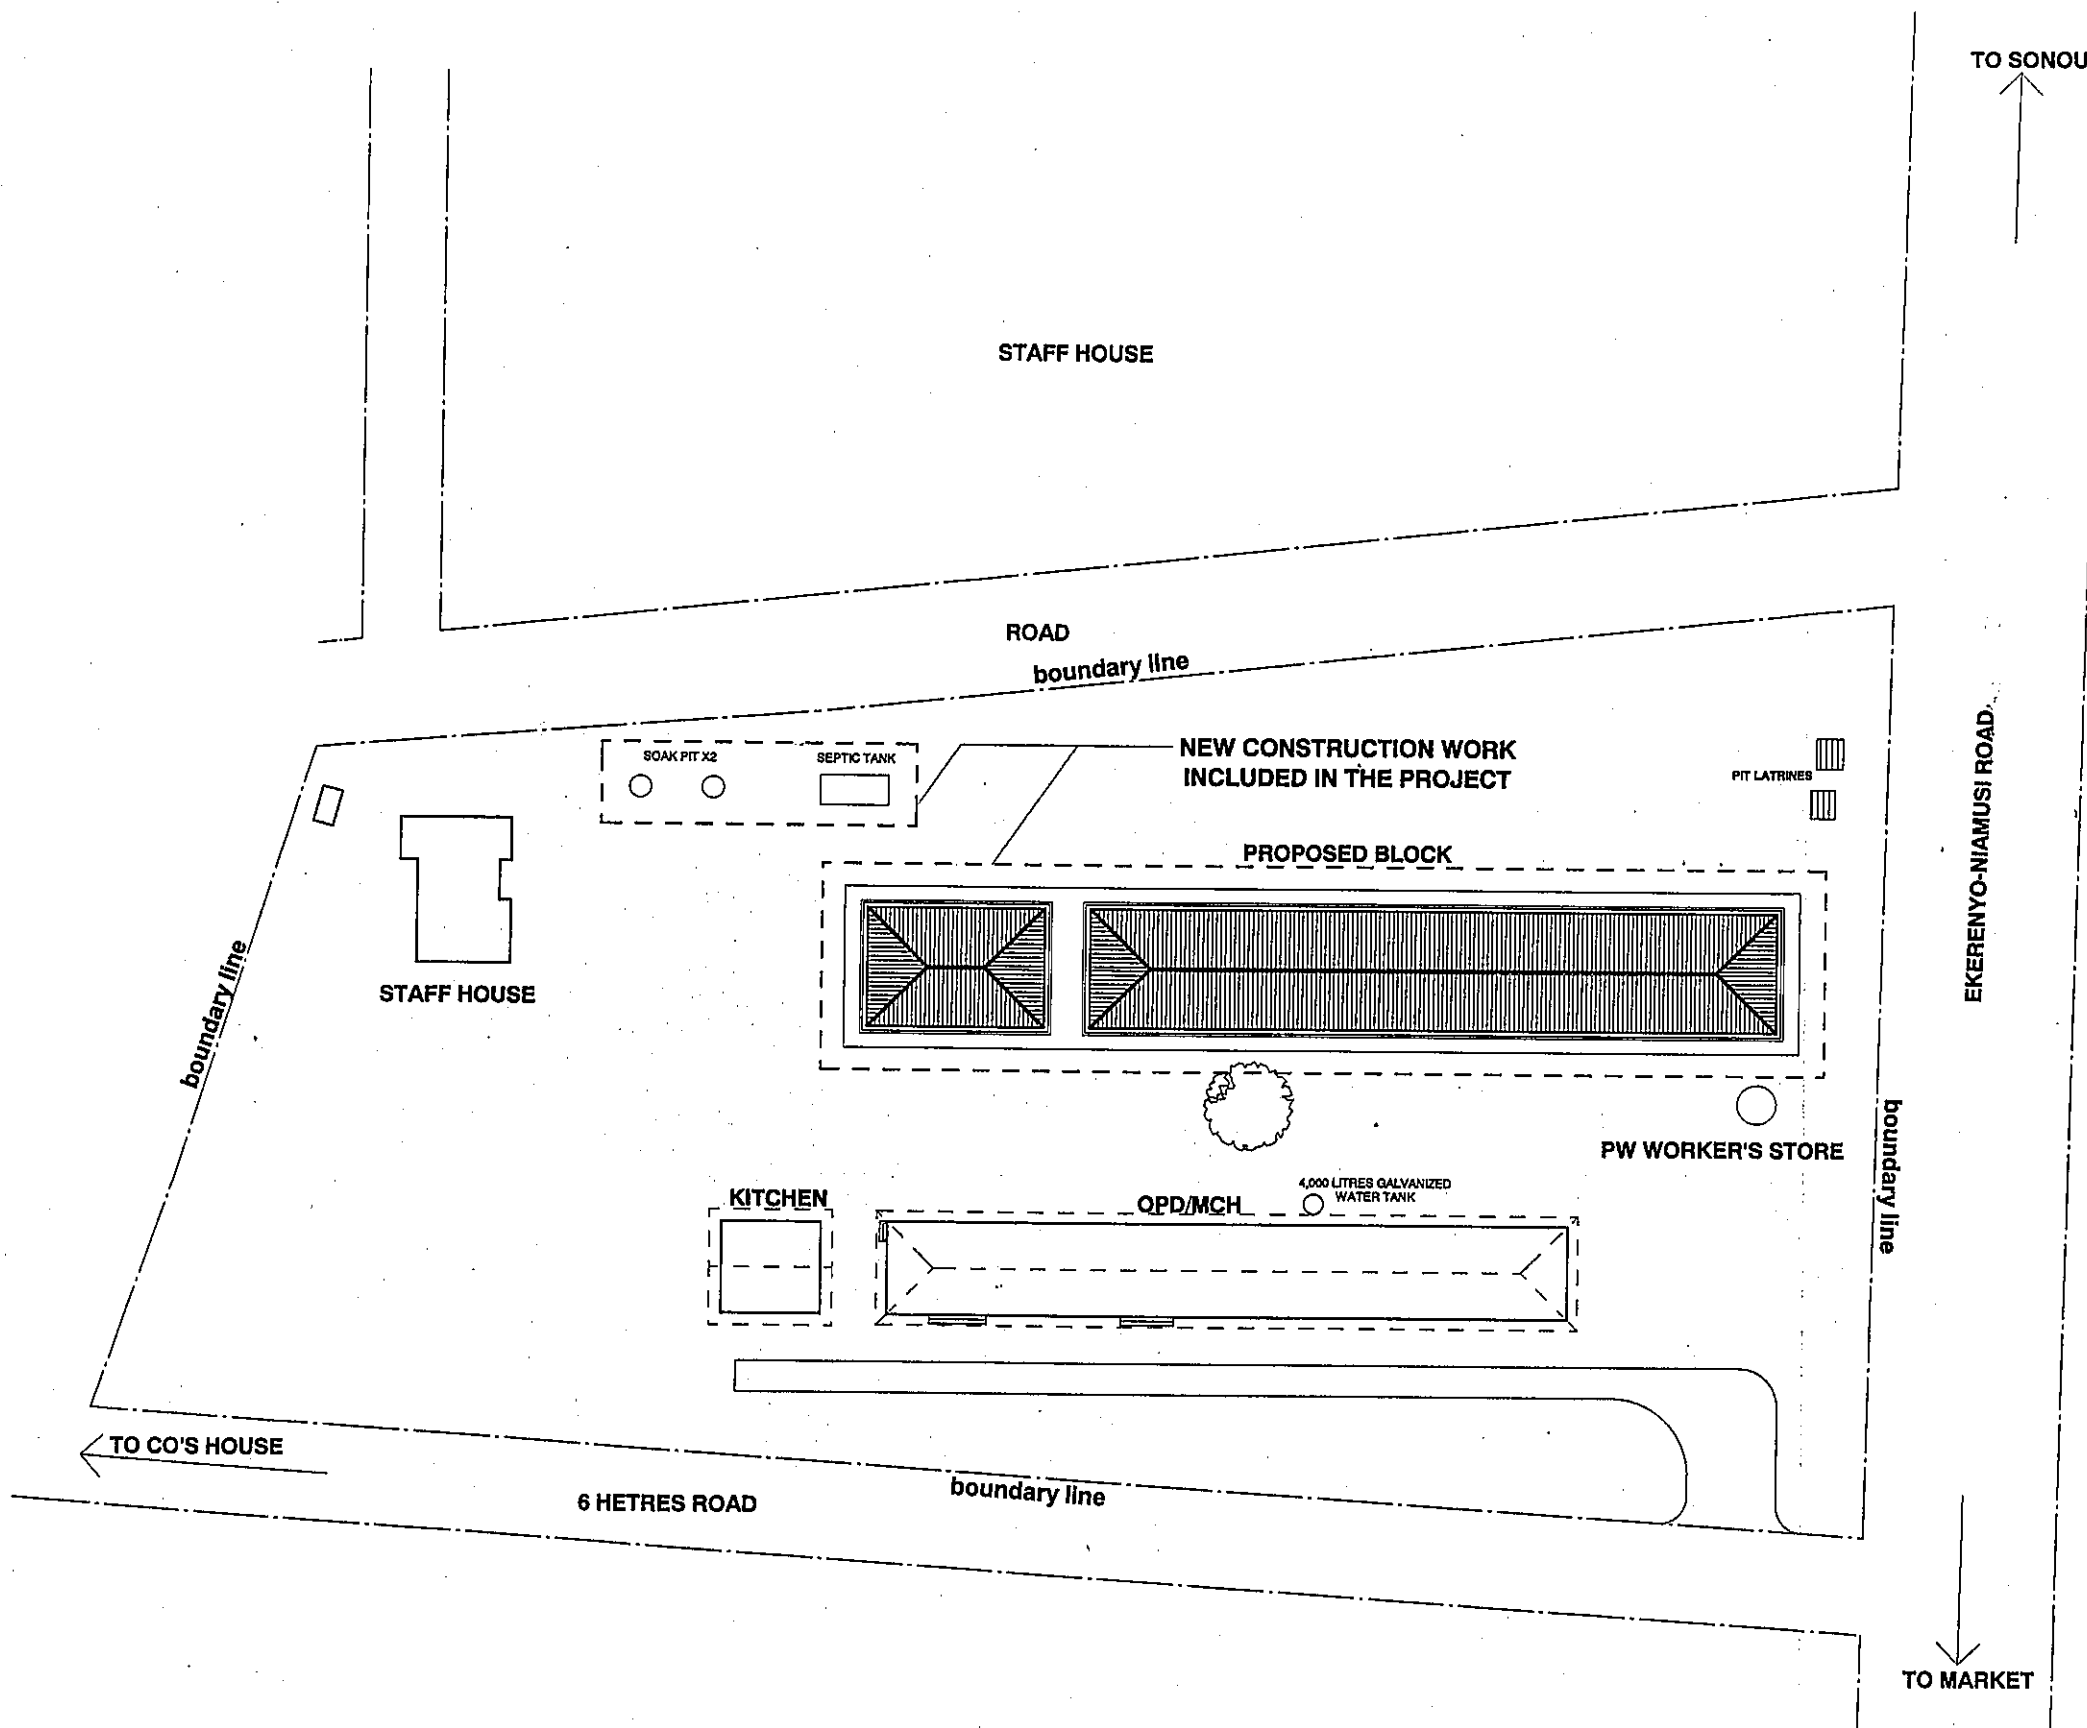 TO SONOU
STAFF HOUSE
ROAD
boundary line
SOAK PIT X2
SEPTIC TANK
NEW CONSTRUCTION WORK
INCLUDED IN THE PROJECT
PIT LATRINES
PROPOSED BLOCK
EKERENYO-NIAMUSI ROAD
STAFF HOUSE
boundary line
PW WORKER'S STORE
boundary line
KITCHEN
OPD/MCH
4,000 LITRES GALVANIZED
WATER TANK
TO CO'S HOUSE
boundary line
6 HETRES ROAD
TO MARKET